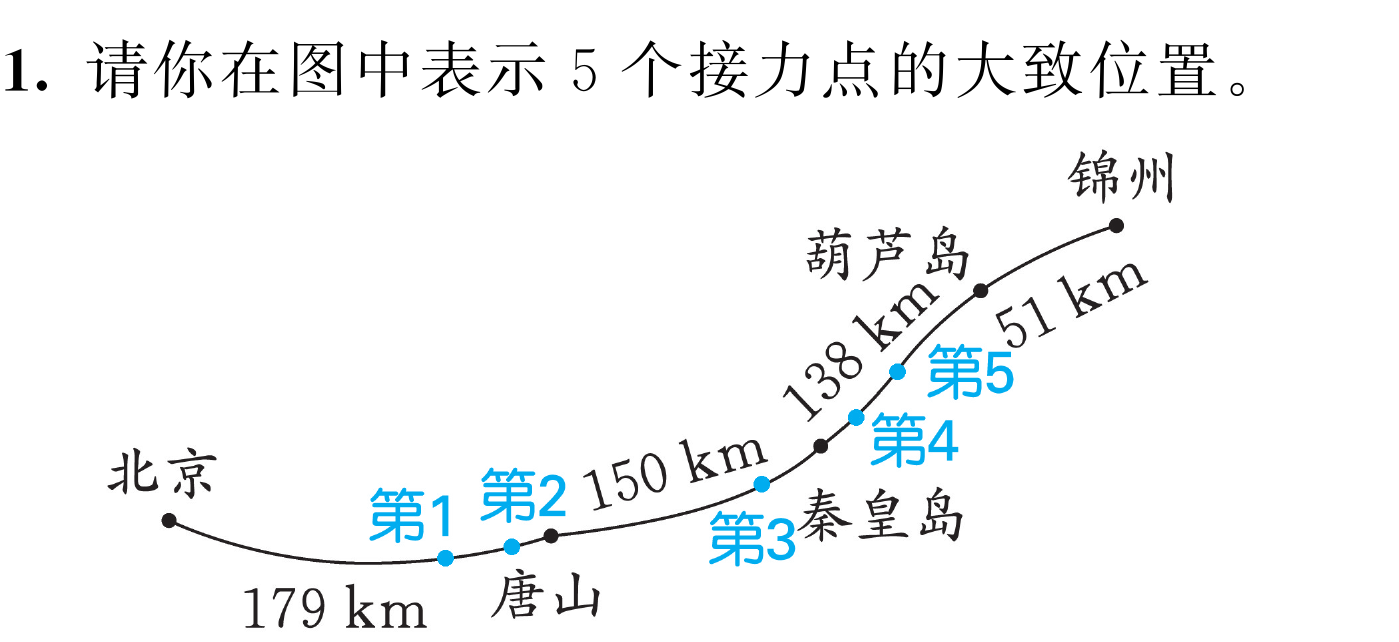 1. 请你在图中表示 5 个接力点的大致位置。
锦州
葫芦岛
51 km
138 km
第5
第4
150 km
北京
第2
第1
秦皇岛
第3
唐山
179 km